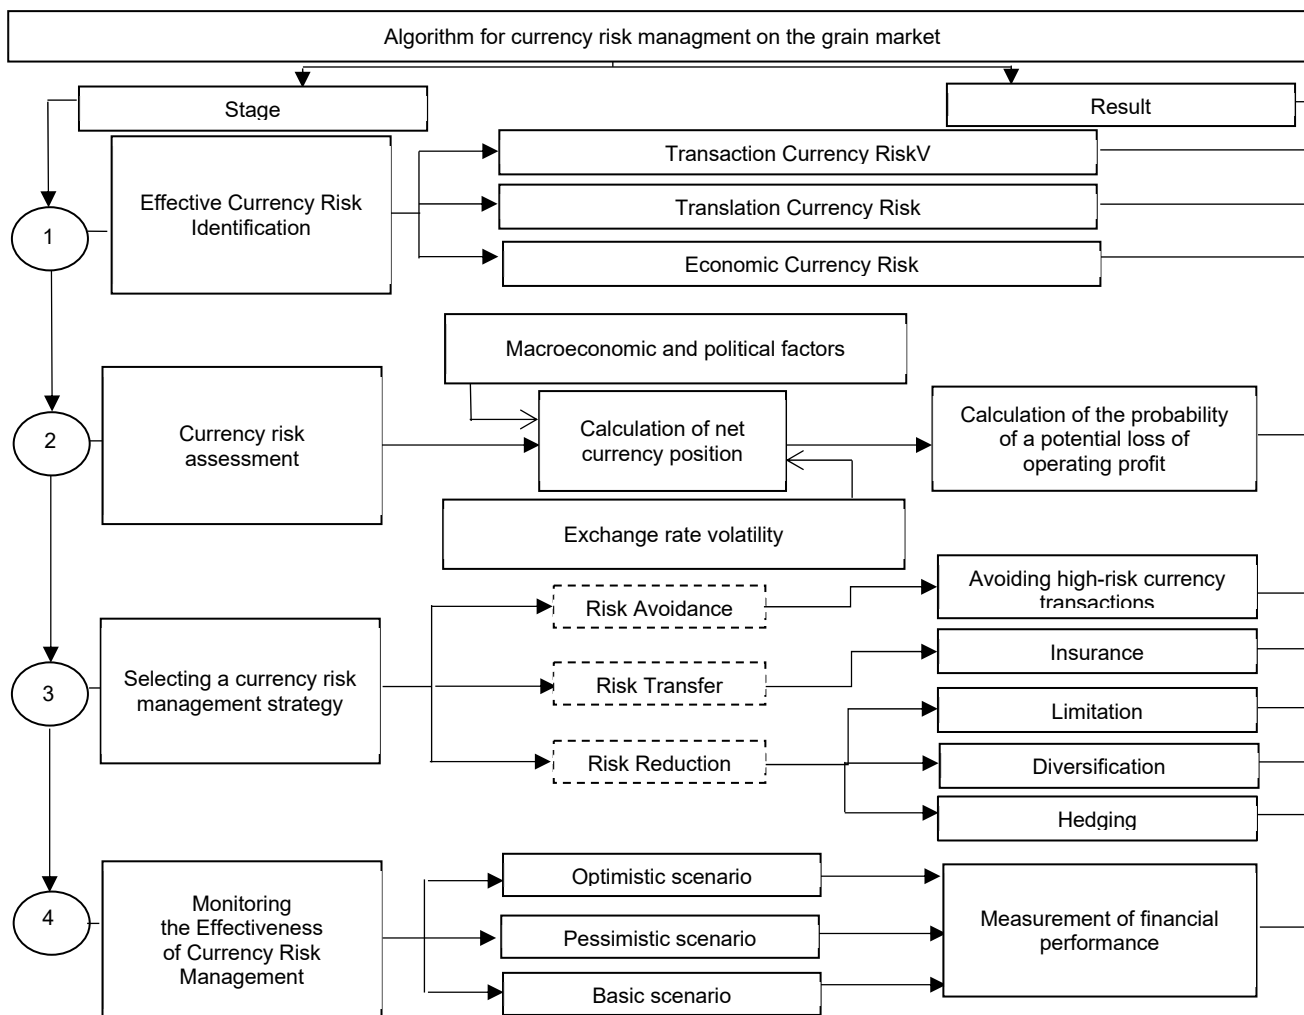 Algorithm for currency risk managment on the grain market
Stage
Result
1
Effective Currency Risk
Identification
Transaction Currency RiskV
Translation Currency Risk
Economic Currency Risk
2
Currency risk
assessment
Macroeconomic and political factors
Calculation of net
currency position
Exchange rate volatility
Calculation of the probability
of a potential loss of
operating profit
3
Selecting a currency risk
management strategy
Risk Avoidance
Avoiding high-risk currency
transactions
Risk Transfer
Insurance
Risk Reduction
Limitation
Diversification
Hedging
4
Monitoring
the Effectiveness
of Currency Risk
Management
Optimistic scenario
Pessimistic scenario
Basic scenario
Measurement of financial
performance